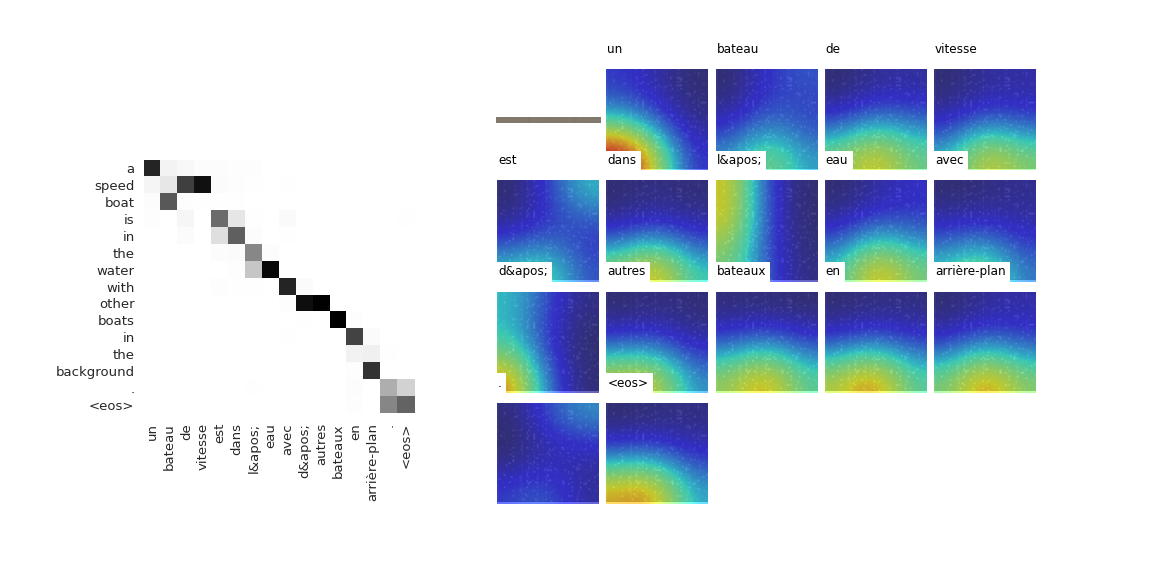 a
speed
boat
is
in
the
water
with
other
boats
in
the
background
.
<eos>
un
bateau
de
vitesse
est
dans
l&apos;
eau
avec
d&apos;
autres
bateaux
en
arrière-plan
.
<eos>
un bateau de vitesse
est dans l&apos; eau avec
d&apos; autres bateaux en arrière-plan
. <eos>